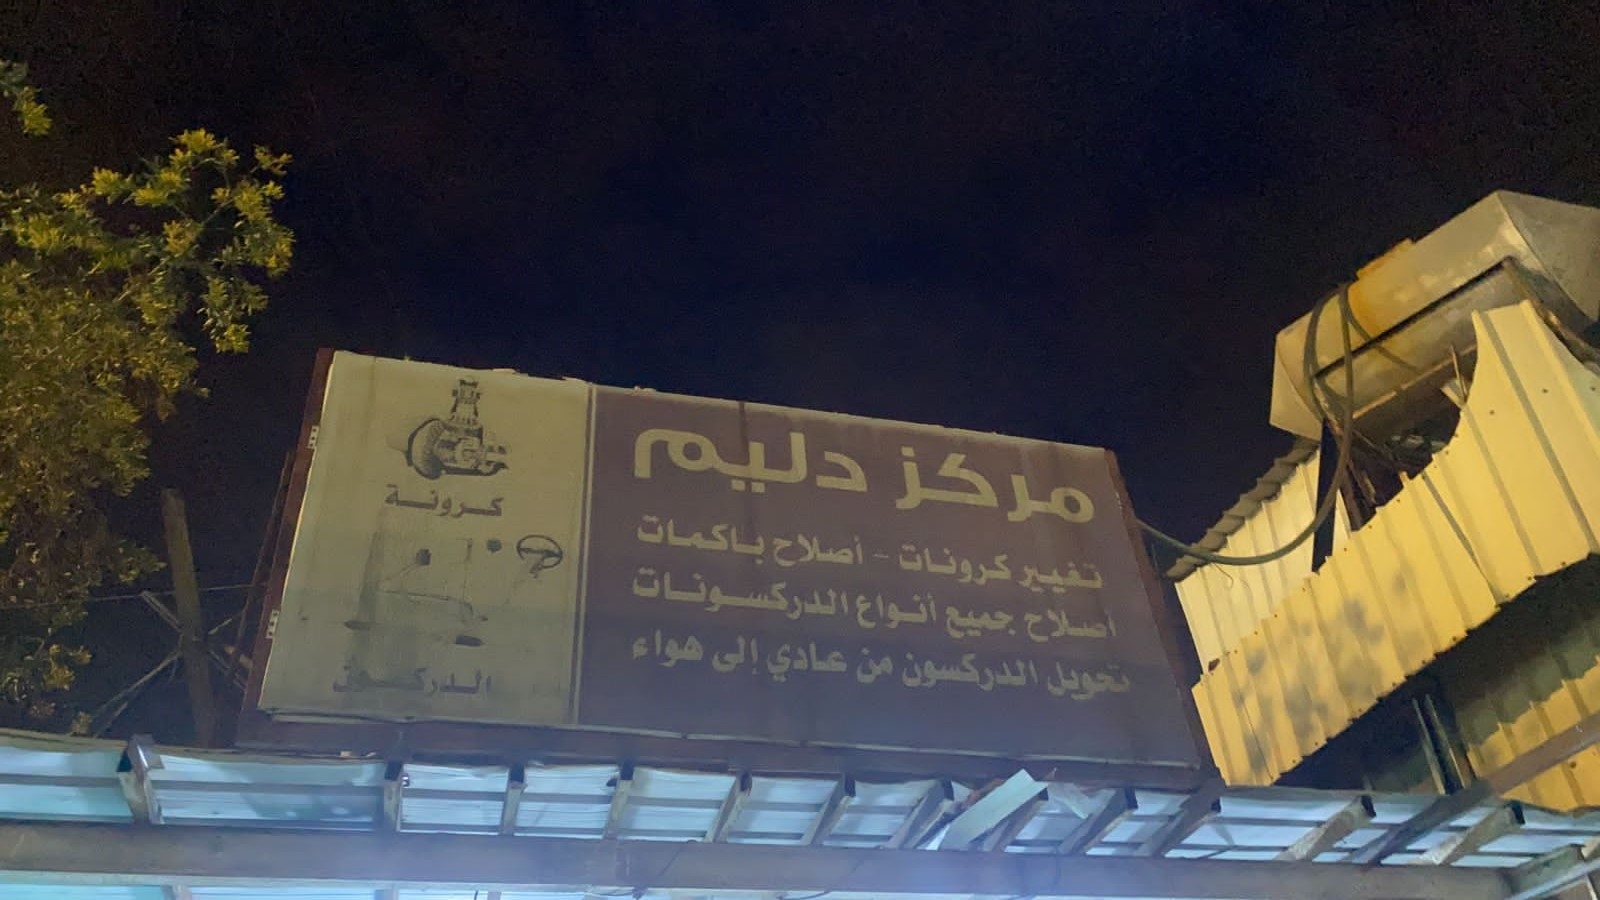 مركز دليم
تغيير كرونات - أصلاح باكمات
أصلاح جميع أنواع الدركسونات
تحويل الدركسون من عادي إلى هواء
كرونة
الدركسون